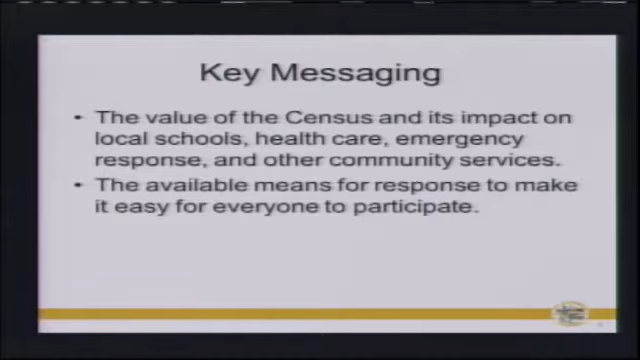 Key Messaging
• The value of the Census and its impact on
local schools, health care, emergency
response, and other community services.
• The available means for response to make
it easy for everyone to participate.